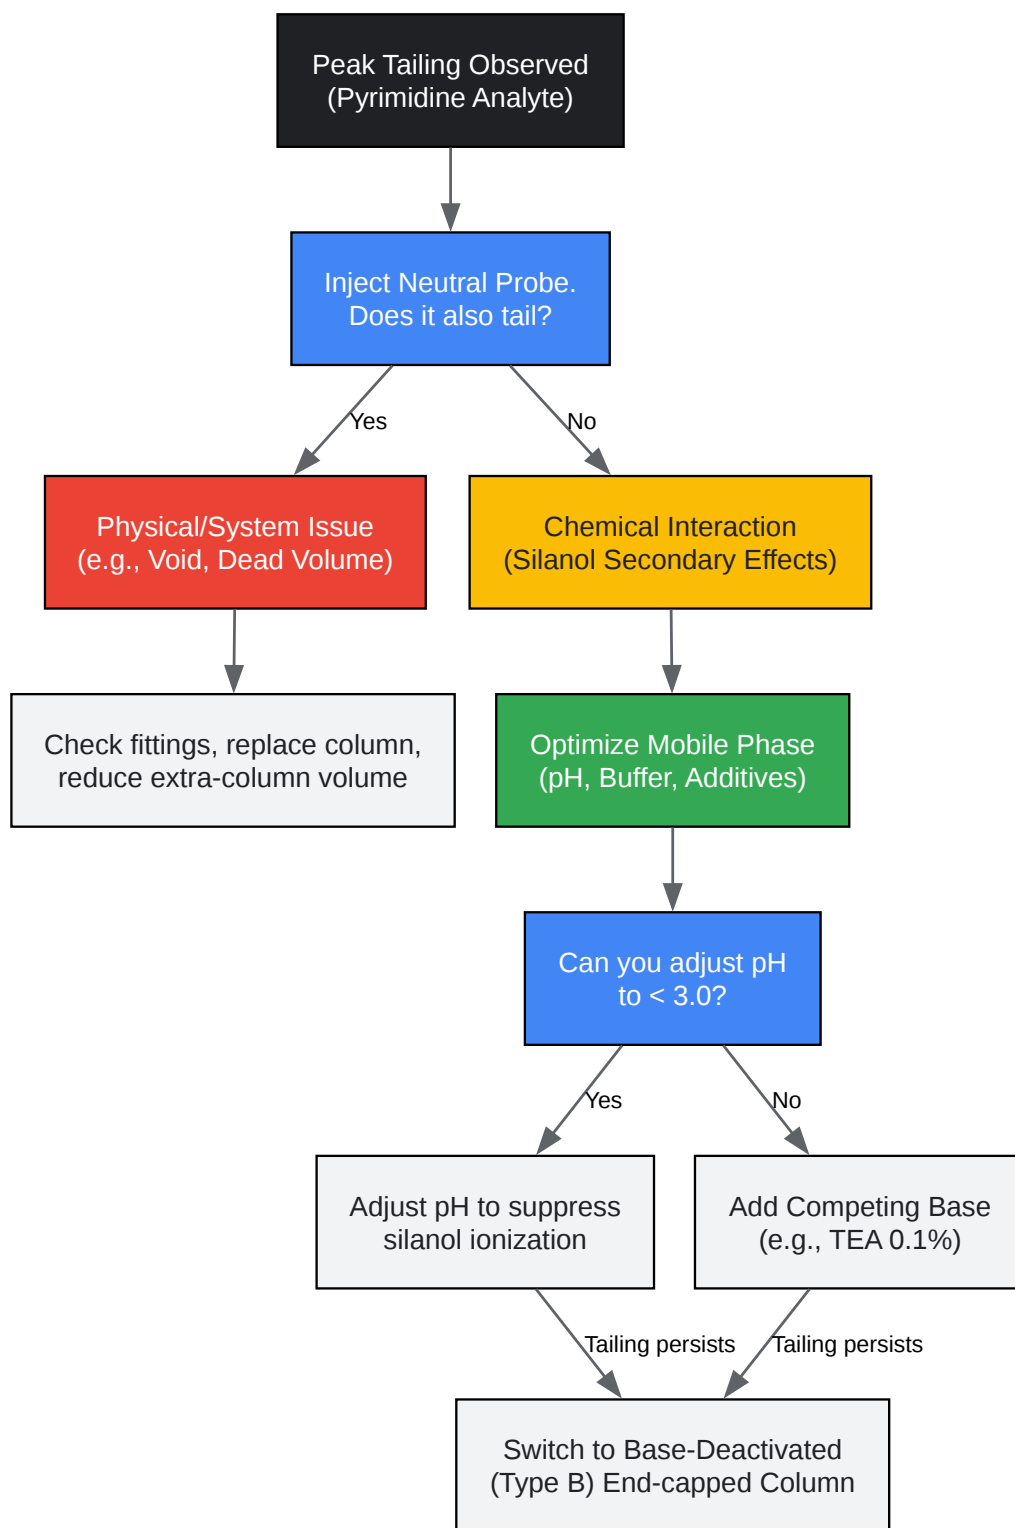 Peak Tailing Observed
(Pyrimidine Analyte)
Inject Neutral Probe.
Does it also tail?
Yes
No
Physical/System Issue
(e.g., Void, Dead Volume)
Chemical Interaction
(Silanol Secondary Effects)
Check fittings, replace column,
reduce extra-column volume
Optimize Mobile Phase
(pH, Buffer, Additives)
Can you adjust pH
to < 3.0?
Yes
No
Adjust pH to suppress
silanol ionization
Add Competing Base
(e.g., TEA 0.1%)
Tailing persists
Tailing persists
Switch to Base-Deactivated
(Type B) End-capped Column